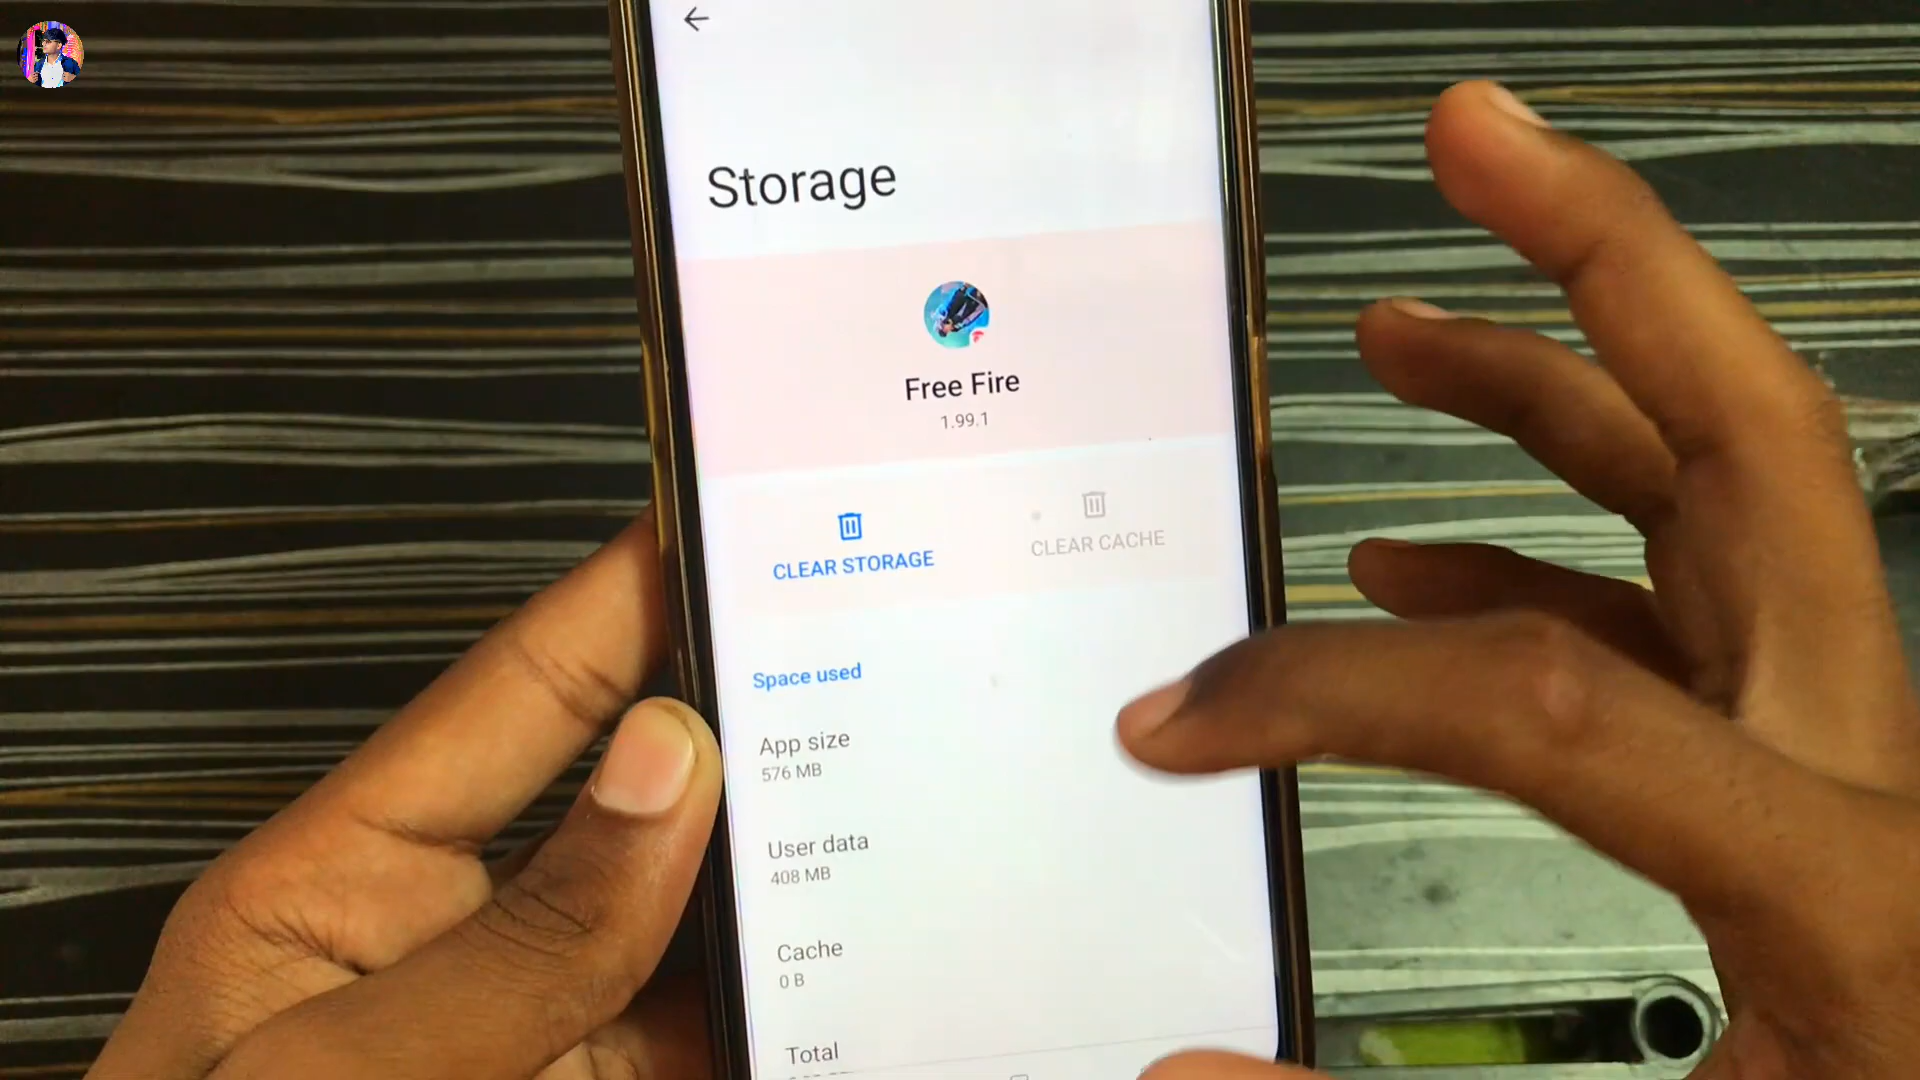 Storage
Free Fire
1.99.1
CLEAR STORAGE
CLEAR CACHE
Space used
App size
576 MB
User data
408 MB
Cache
0 B
Total